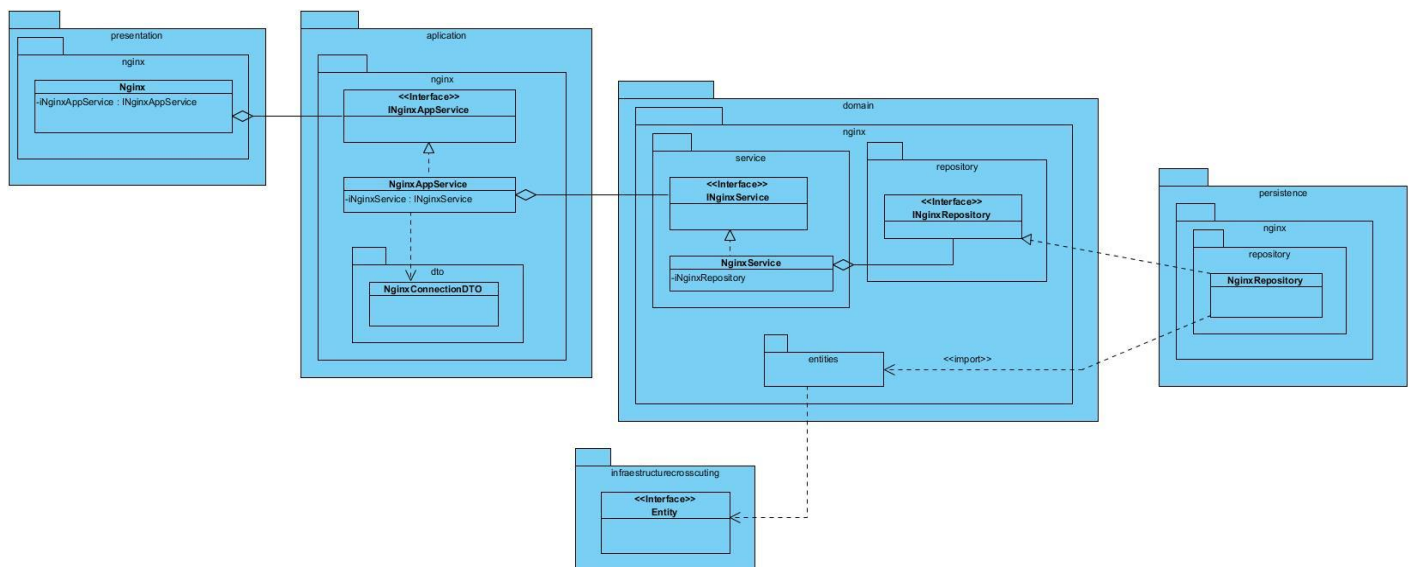 presentation
nginx
Nginx
-iNginxAppService : INginxAppService
aplication
nginx
<<Interface>>
INginxAppService
NginxAppService
-iNginxService : INginxService
dto
NginxConnectionDTO
domain
nginx
service
<<Interface>>
INginxService
NginxService
-iNginxRepository
repository
<<Interface>>
INginxRepository
entities
<<import>>
persistence
nginx
repository
NginxRepository
infraestructurecrosscuting
<<Interface>>
Entity